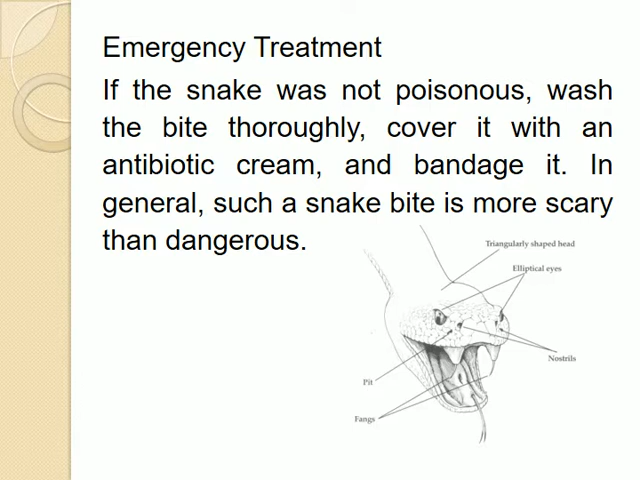 Emergency Treatment
If the snake was not poisonous, wash
the bite thoroughly, cover it with an
antibiotic cream, and bandage it. In
general, such a snake bite is more scary
than dangerous.
Triangularly shaped head
Elliptical eyes
Nostrils
Pit
Fangs